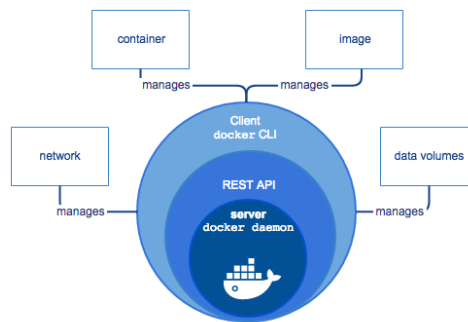 container
image
manages
manages
Client
docker CLI
network
data volumes
REST API
manages
manages
server
docker daemon